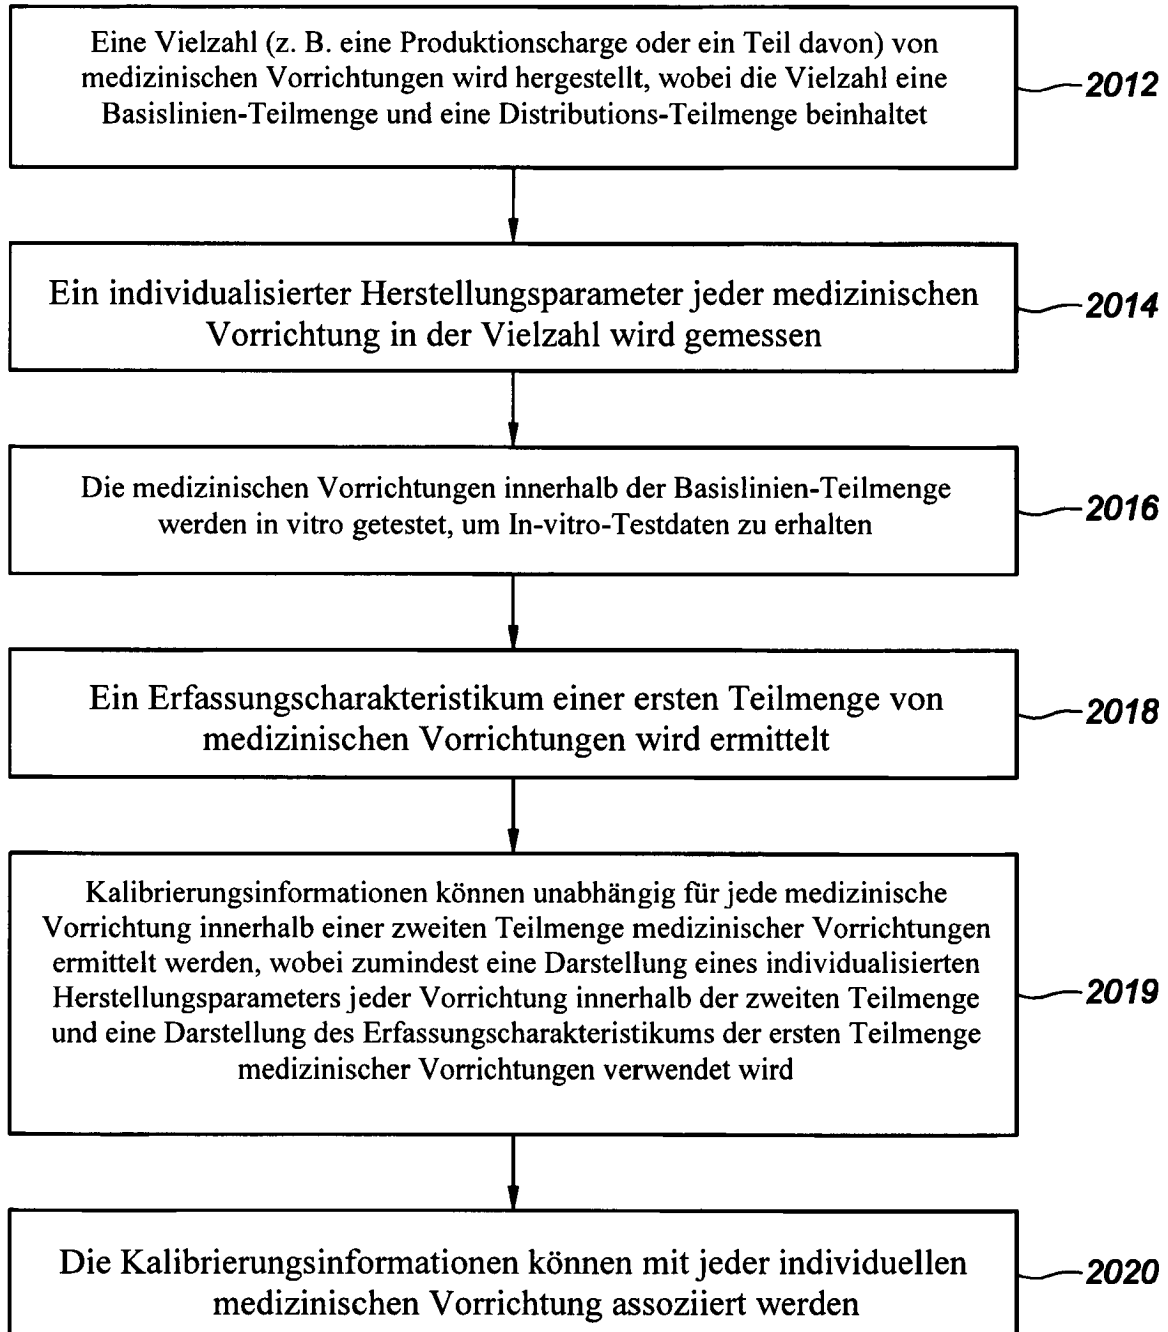 Eine Vielzahl (z. B. eine Produktionscharge oder ein Teil davon) von
medizinischen Vorrichtungen wird hergestellt, wobei die Vielzahl eine
Basislinien-Teilmenge und eine Distributions-Teilmenge beinhaltet
2012
Ein individualisierter Herstellungsparameter jeder medizinischen
Vorrichtung in der Vielzahl wird gemessen
2014
Die medizinischen Vorrichtungen innerhalb der Basislinien-Teilmenge
werden in vitro getestet, um In-vitro-Testdaten zu erhalten
2016
Ein Erfassungscharakteristikum einer ersten Teilmenge von
medizinischen Vorrichtungen wird ermittelt
2018
Kalibrierungsinformationen können unabhängig für jede medizinische
Vorrichtung innerhalb einer zweiten Teilmenge medizinischer Vorrichtungen
ermittelt werden, wobei zumindest eine Darstellung eines individualisierten
Herstellungsparameters jeder Vorrichtung innerhalb der zweiten Teilmenge
und eine Darstellung des Erfassungscharakteristikums der ersten Teilmenge
medizinischer Vorrichtungen verwendet wird
2019
Die Kalibrierungsinformationen können mit jeder individuellen
medizinischen Vorrichtung assoziiert werden
2020